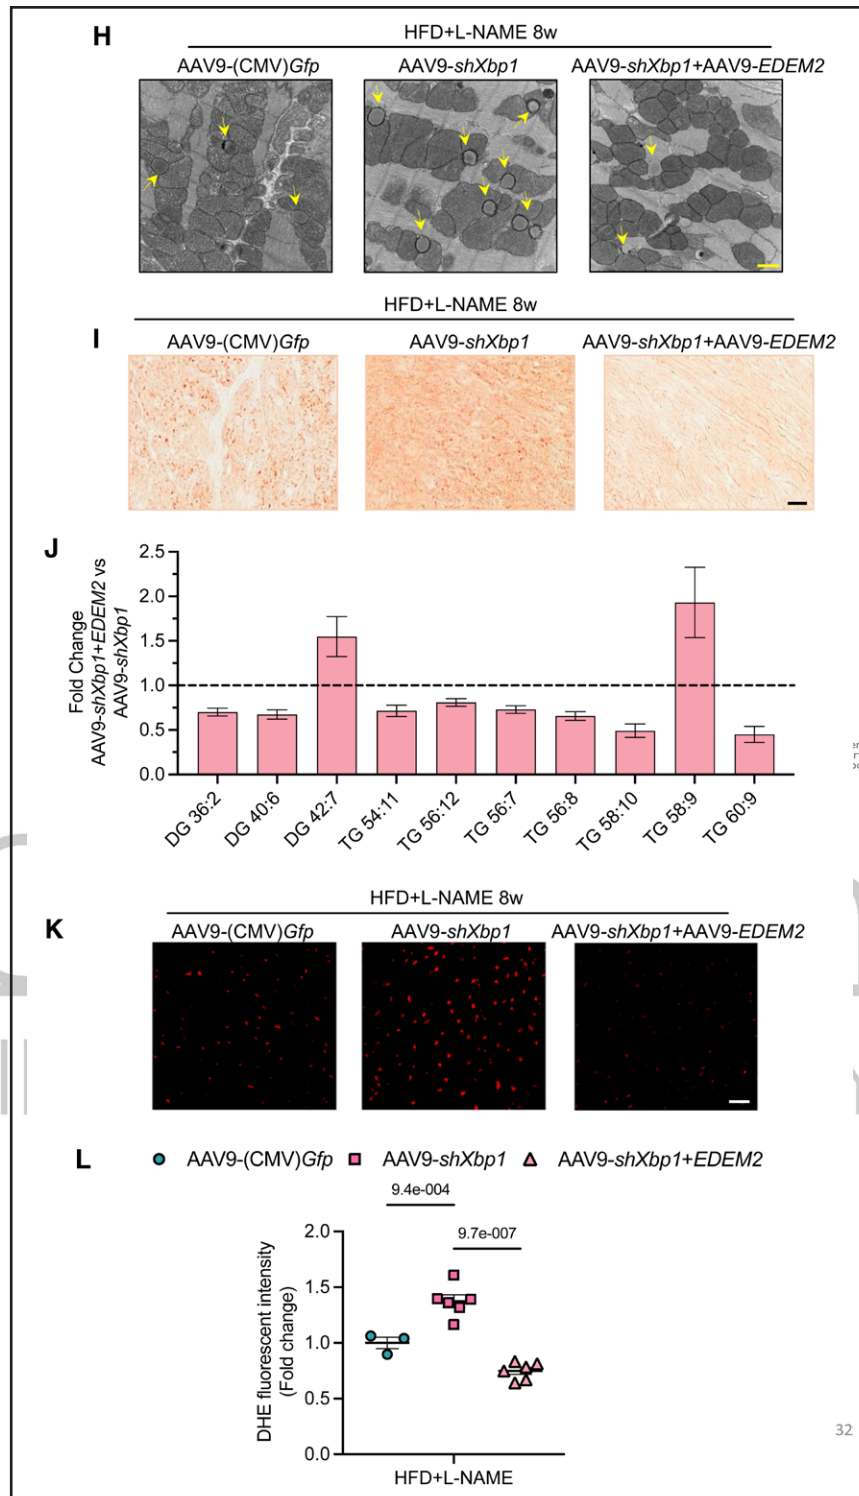 H
HFD+L-NAME 8w
AAV9-(CMV)Gfp
AAV9-shXbp1
AAV9-shXbp1+AAV9-EDEM2
HFD+L-NAME 8w
I
AAV9-(CMV)Gfp
AAV9-shXbp1
AAV9-shXbp1+AAV9-EDEM2
J
Fold Change
AAV9-shXbp1+EDEM2 vs
AAV9-shXbp1
2.5
2.0
1.5
1.0
0.5
0.0
DG 36:2
DG 40:6
DG 42:7
TG 54:11
TG 56:12
TG 56:7
TG 56:8
TG 58:10
TG 58:9
TG 60:9
HFD+L-NAME 8w
K
AAV9-(CMV)Gfp
AAV9-shXbp1
AAV9-shXbp1+AAV9-EDEM2
L
AAV9-(CMV)Gfp
AAV9-shXbp1
AAV9-shXbp1+EDEM2
9.4e-004
9.7e-007
DHE fluorescent intensity
(Fold change)
2.0
1.5
1.0
0.5
0.0
HFD+L-NAME
32